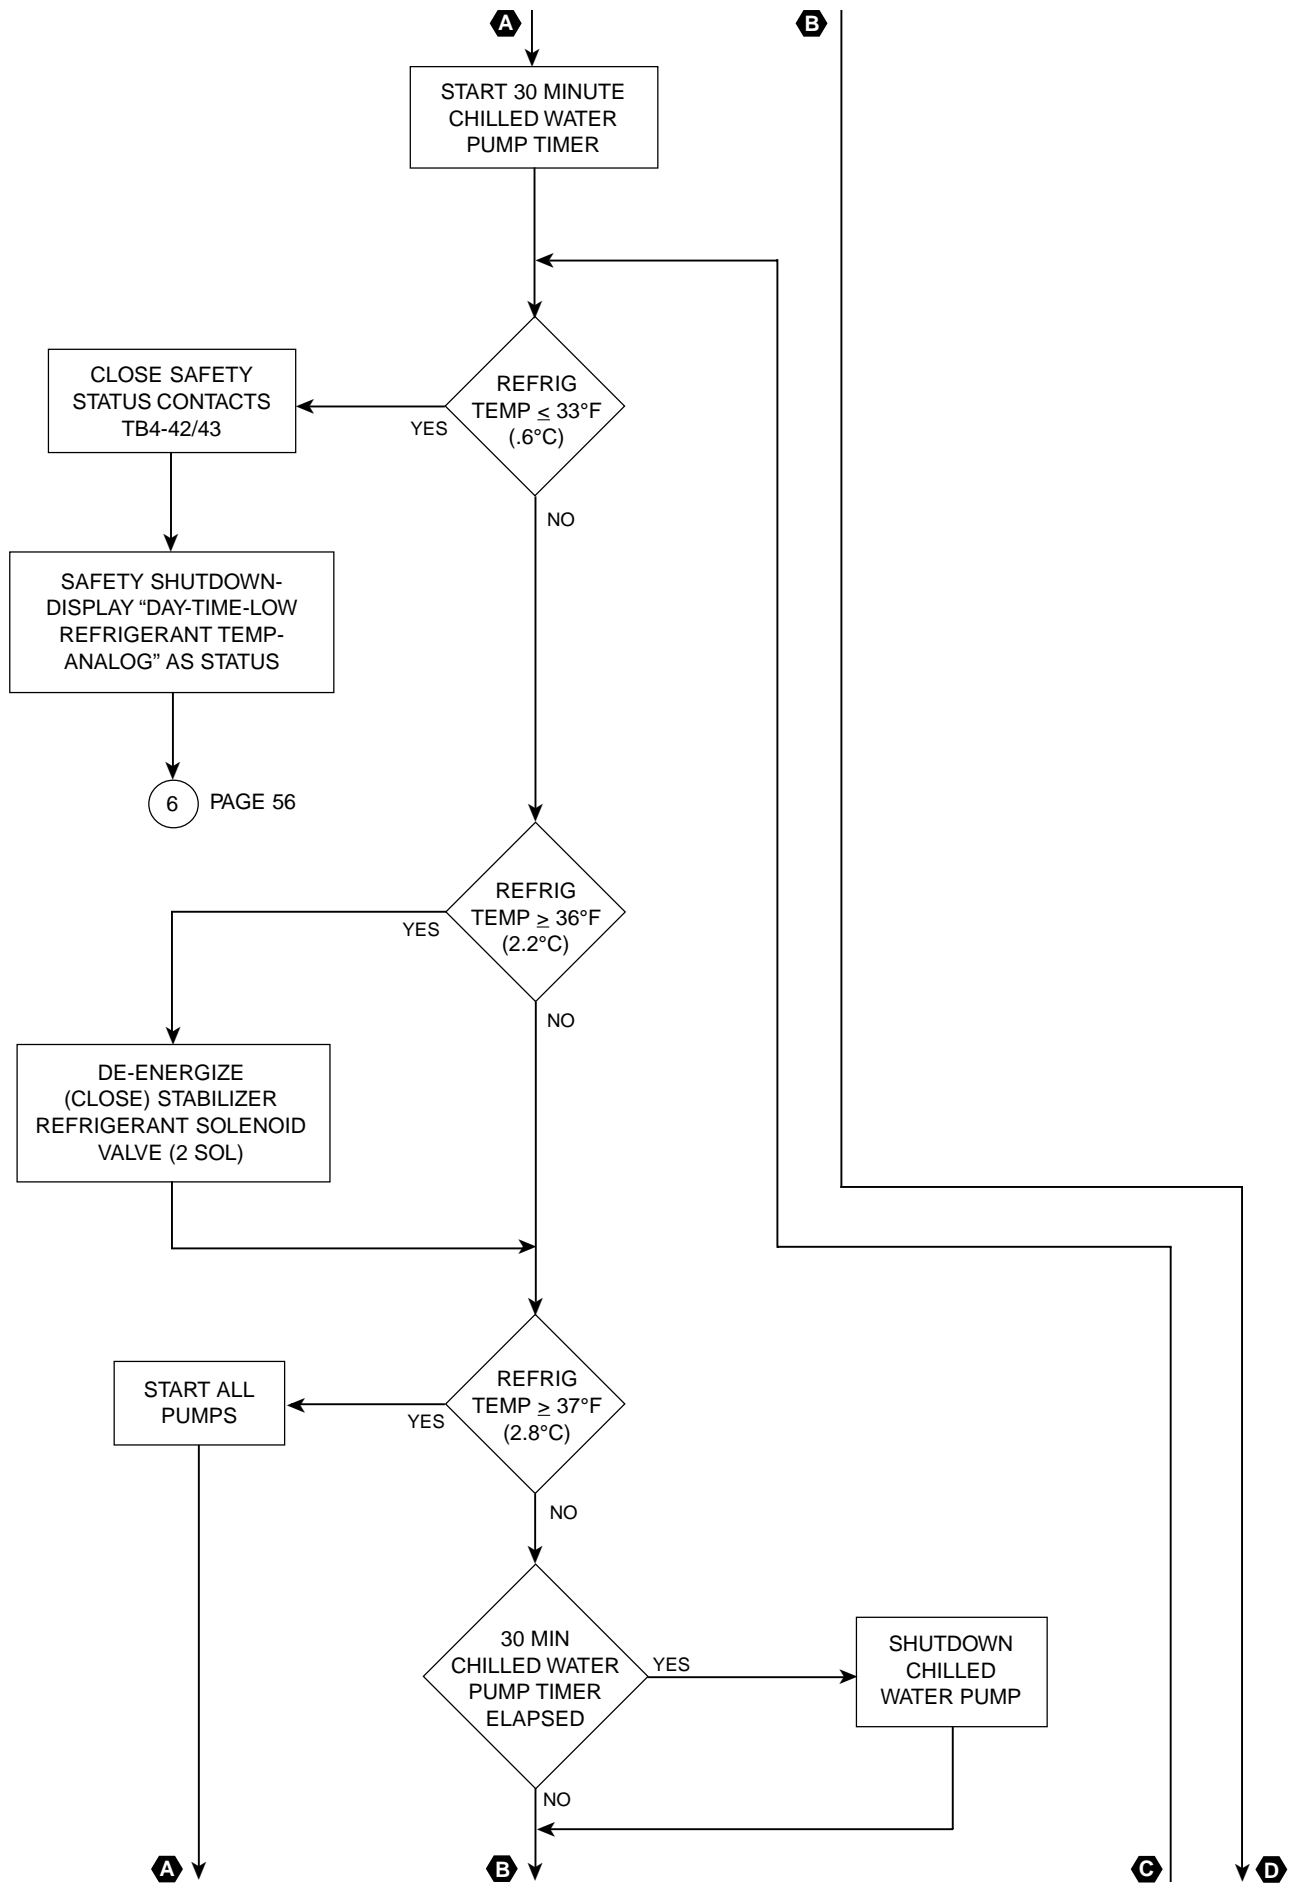 A
B
START 30 MINUTE
CHILLED WATER
PUMP TIMER
REFRIG
TEMP ≤ 33°F
(.6°C)
YES
NO
CLOSE SAFETY
STATUS CONTACTS
TB4-42/43
SAFETY SHUTDOWN-
DISPLAY “DAY-TIME-LOW
REFRIGERANT TEMP-
ANALOG” AS STATUS
6 PAGE 56
REFRIG
TEMP ≥ 36°F
(2.2°C)
YES
NO
DE-ENERGIZE
(CLOSE) STABILIZER
REFRIGERANT SOLENOID
VALVE (2 SOL)
REFRIG
TEMP ≥ 37°F
(2.8°C)
YES
NO
START ALL
PUMPS
30 MIN
CHILLED WATER
PUMP TIMER
ELAPSED
YES
NO
SHUTDOWN
CHILLED
WATER PUMP
A
B
C
D